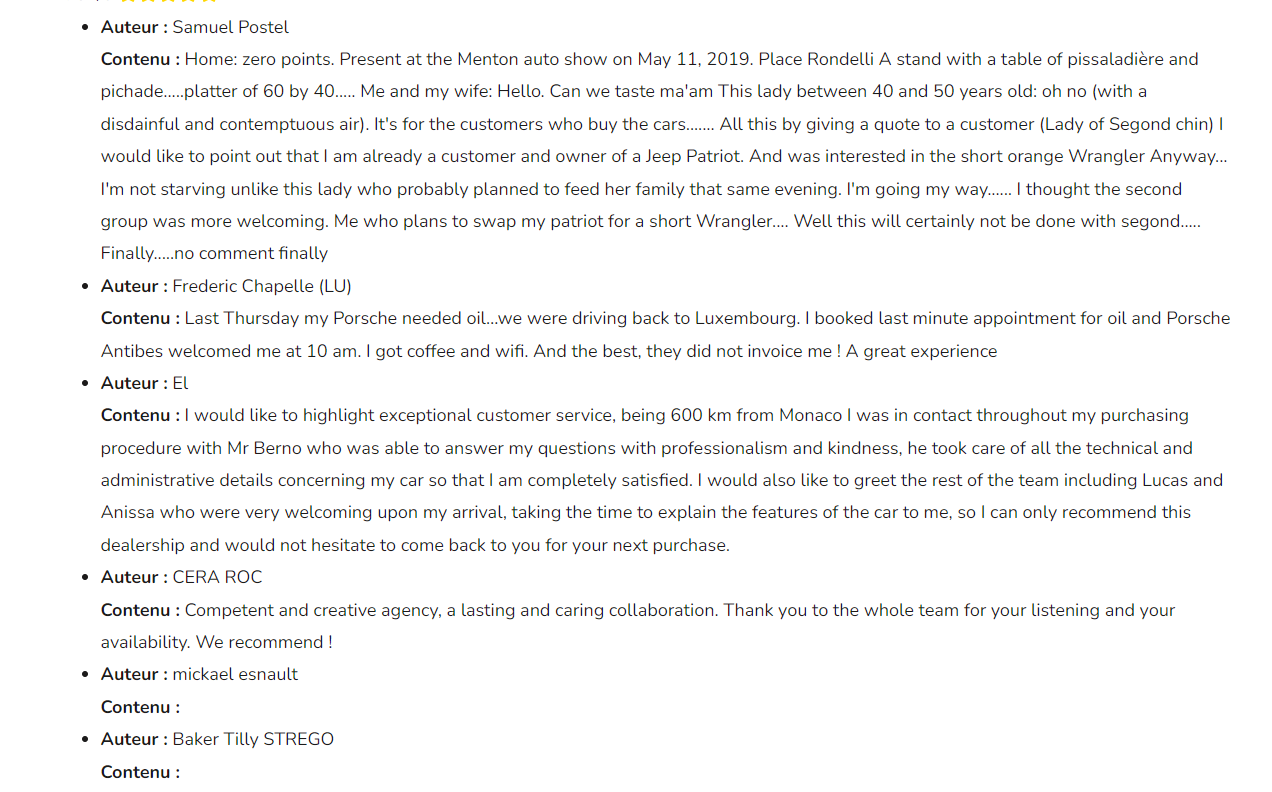 Auteur : Samuel Postel
Contenu : Home: zero points. Present at the Menton auto show on May 11, 2019. Place Rondelli A stand with a table of pissaladière and
pichade.....platter of 60 by 40..... Me and my wife: Hello. Can we taste ma'am This lady between 40 and 50 years old: oh no (with a
disdainful and contemptuous air). It's for the customers who buy the cars....... All this by giving a quote to a customer (Lady of Segond chin) I
would like to point out that I am already a customer and owner of a Jeep Patriot. And was interested in the short orange Wrangler Anyway...
I'm not starving unlike this lady who probably planned to feed her family that same evening. I'm going my way...... I thought the second
group was more welcoming. Me who plans to swap my patriot for a short Wrangler.... Well this will certainly not be done with segond.....
Finally.....no comment finally
Auteur : Frederic Chapelle (LU)
Contenu : Last Thursday my Porsche needed oil...we were driving back to Luxembourg. I booked last minute appointment for oil and Porsche
Antibes welcomed me at 10 am. I got coffee and wifi. And the best, they did not invoice me ! A great experience
Auteur : El
Contenu : I would like to highlight exceptional customer service, being 600 km from Monaco I was in contact throughout my purchasing
procedure with Mr Berno who was able to answer my questions with professionalism and kindness, he took care of all the technical and
administrative details concerning my car so that I am completely satisfied. I would also like to greet the rest of the team including Lucas and
Anissa who were very welcoming upon my arrival, taking the time to explain the features of the car to me, so I can only recommend this
dealership and would not hesitate to come back to you for your next purchase.
Auteur : CERA ROC
Contenu : Competent and creative agency, a lasting and caring collaboration. Thank you to the whole team for your listening and your
availability. We recommend !
Auteur : mickael esnault
Contenu :
Auteur : Baker Tilly STREGO
Contenu :